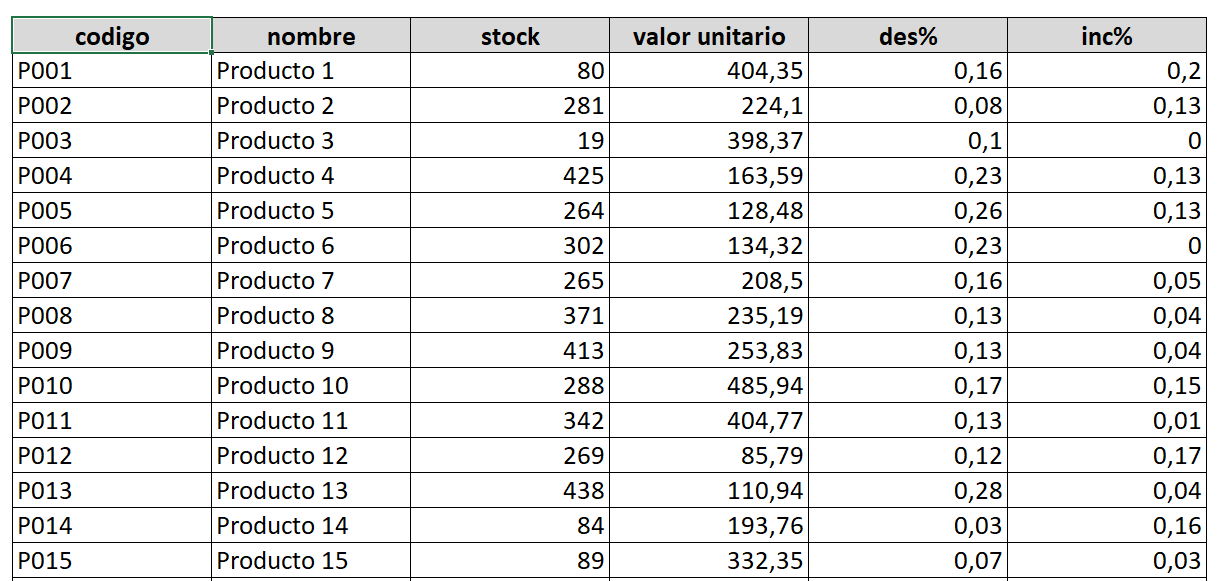 codigo nombre stock valor unitario des% inc%
P001 Producto 1 80 404,35 0,16 0,2
P002 Producto 2 281 224,1 0,08 0,13
P003 Producto 3 19 398,37 0,1 0
P004 Producto 4 425 163,59 0,23 0,13
P005 Producto 5 264 128,48 0,26 0,13
P006 Producto 6 302 134,32 0,23 0
P007 Producto 7 265 208,5 0,16 0,05
P008 Producto 8 371 235,19 0,13 0,04
P009 Producto 9 413 253,83 0,13 0,04
P010 Producto 10 288 485,94 0,17 0,15
P011 Producto 11 342 404,77 0,13 0,01
P012 Producto 12 269 85,79 0,12 0,17
P013 Producto 13 438 110,94 0,28 0,04
P014 Producto 14 84 193,76 0,03 0,16
P015 Producto 15 89 332,35 0,07 0,03